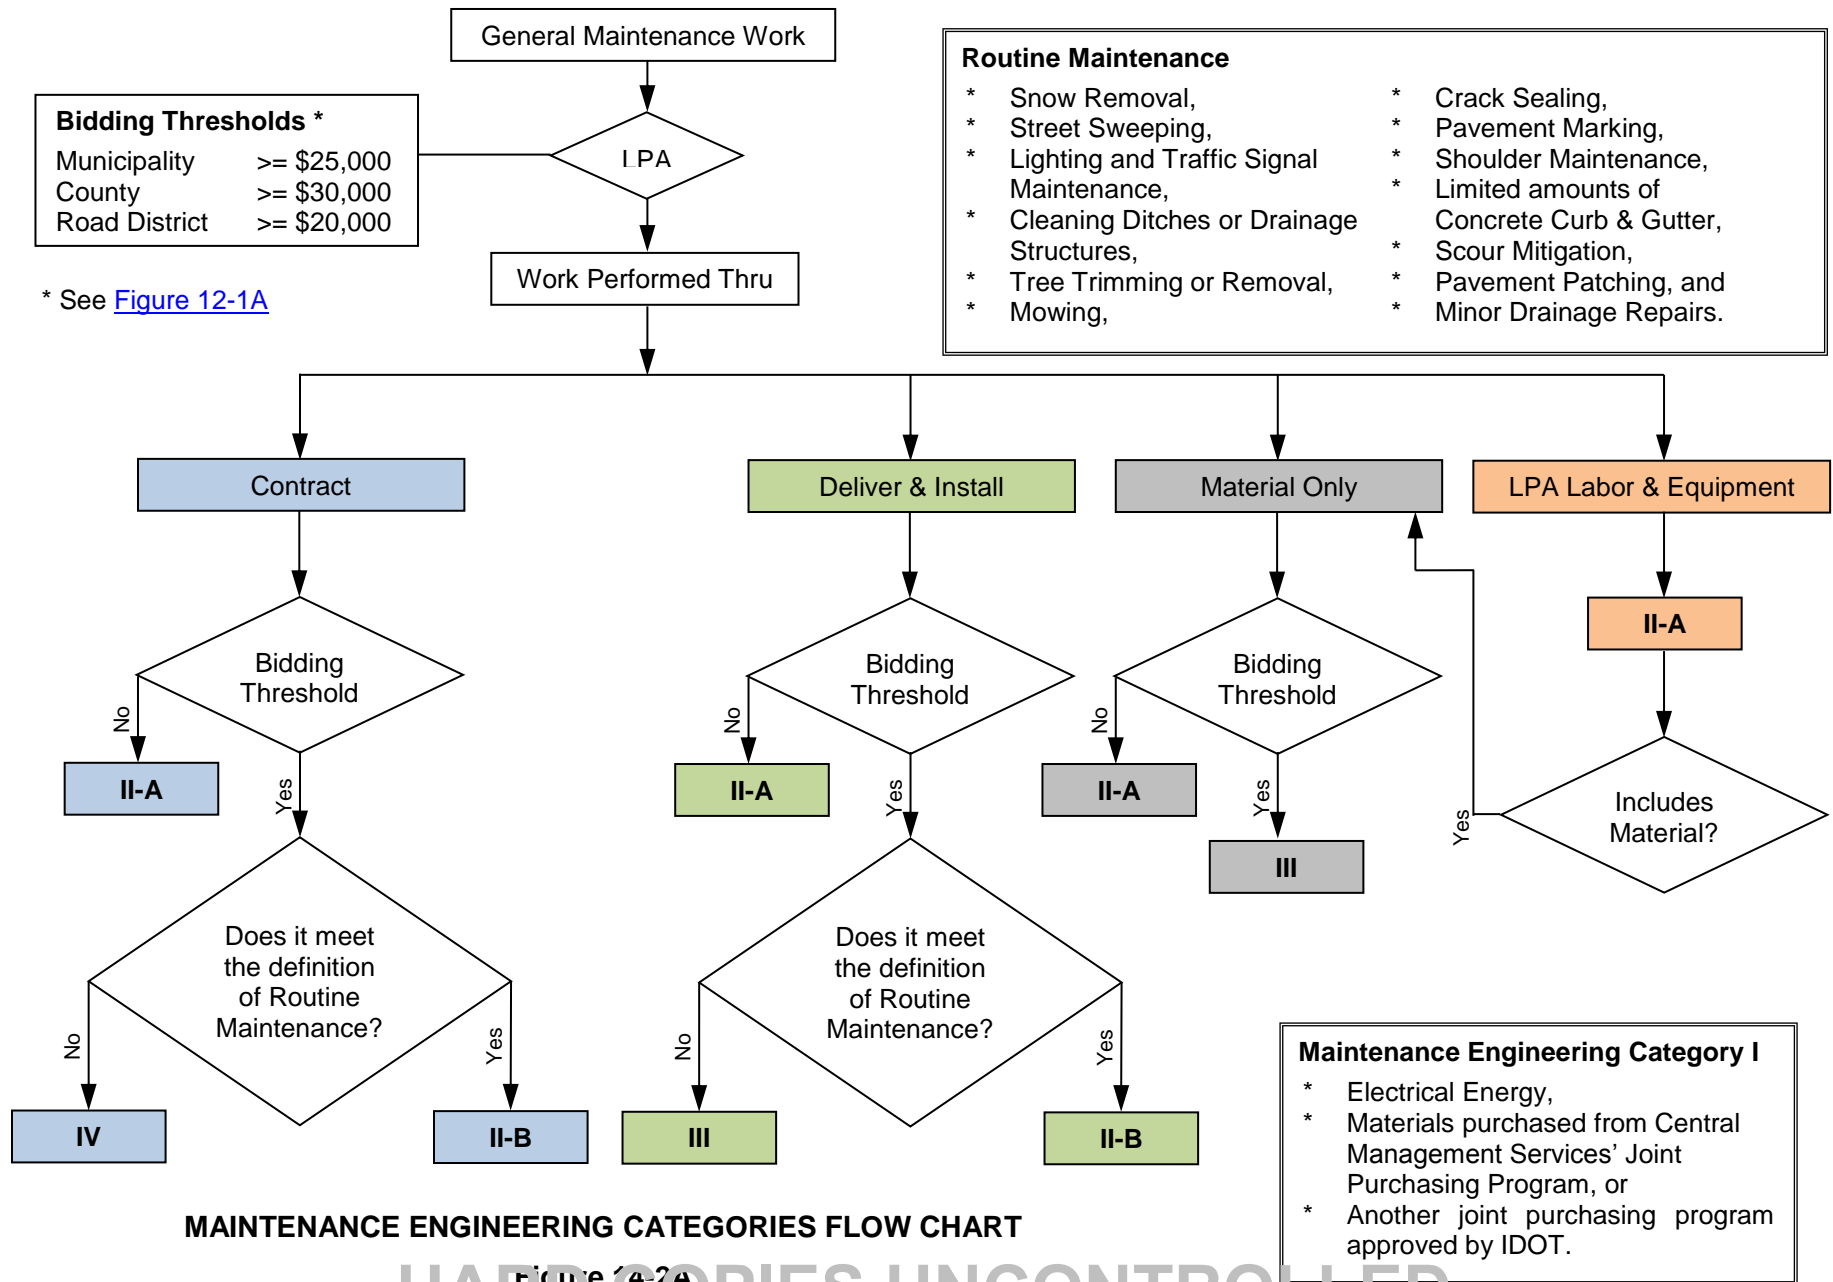 General Maintenance Work
Bidding Thresholds *
Municipality >= $25,000
County >= $30,000
Road District >= $20,000
* See Figure 12-1A
LPA
Work Performed Thru
Routine Maintenance
* Snow Removal,
* Street Sweeping,
* Lighting and Traffic Signal
Maintenance,
* Cleaning Ditches or Drainage
Structures,
* Tree Trimming or Removal,
* Mowing,
* Crack Sealing,
* Pavement Marking,
* Shoulder Maintenance,
* Limited amounts of
Concrete Curb & Gutter,
* Scour Mitigation,
* Pavement Patching, and
* Minor Drainage Repairs.
Contract
Deliver & Install
Material Only
LPA Labor & Equipment
Bidding
Threshold
No
II-A
Yes
Does it meet
the definition
of Routine
Maintenance?
No
IV
Yes
II-B
Bidding
Threshold
No
II-A
Yes
Does it meet
the definition
of Routine
Maintenance?
No
III
Yes
II-B
Bidding
Threshold
No
II-A
Yes
III
II-A
Includes
Material?
Yes
Maintenance Engineering Category I
* Electrical Energy,
* Materials purchased from Central
Management Services’ Joint
Purchasing Program, or
* Another joint purchasing program
approved by IDOT.
MAINTENANCE ENGINEERING CATEGORIES FLOW CHART
Figure 14-2A
HARD COPIES UNCONTROLLED